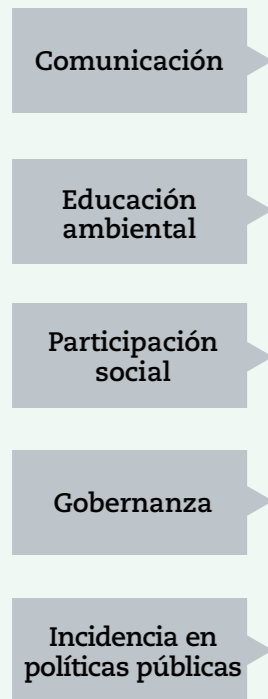 Comunicación
Educación
ambiental
Participación
social
Gobernanza
Incidencia en
políticas públicas